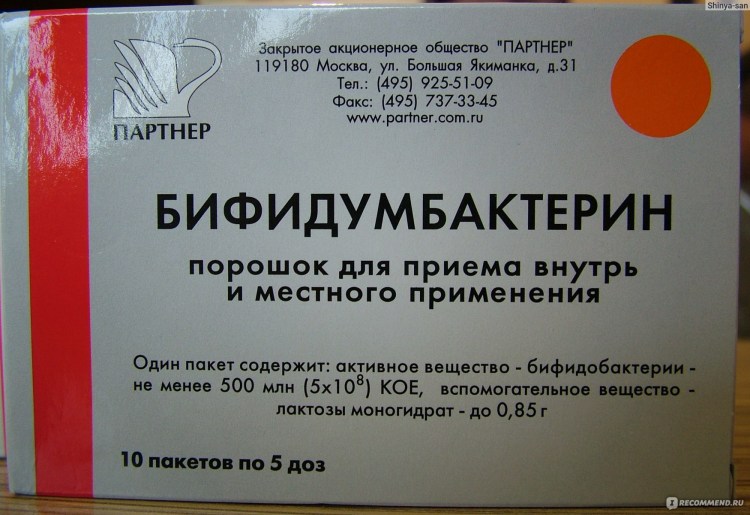 Shinya-san
Закрытое акционерное общество "ПАРТНЕР"
119180 Москва, ул. Большая Якиманка, д.31
Тел.: (495) 925-51-09
Факс: (495) 737-33-45
www.partner.com.ru
ПАРТНЕР
БИФИДУМБАКТЕРИН
порошок для приема внутрь
и местного применения
Один пакет содержит: активное вещество - бифидобактерии -
не менее 500 млн (5х10⁸) КОЕ, вспомогательное вещество -
лактозы моногидрат - до 0,85 г
10 пакетов по 5 доз
IRECOMMEND.RU